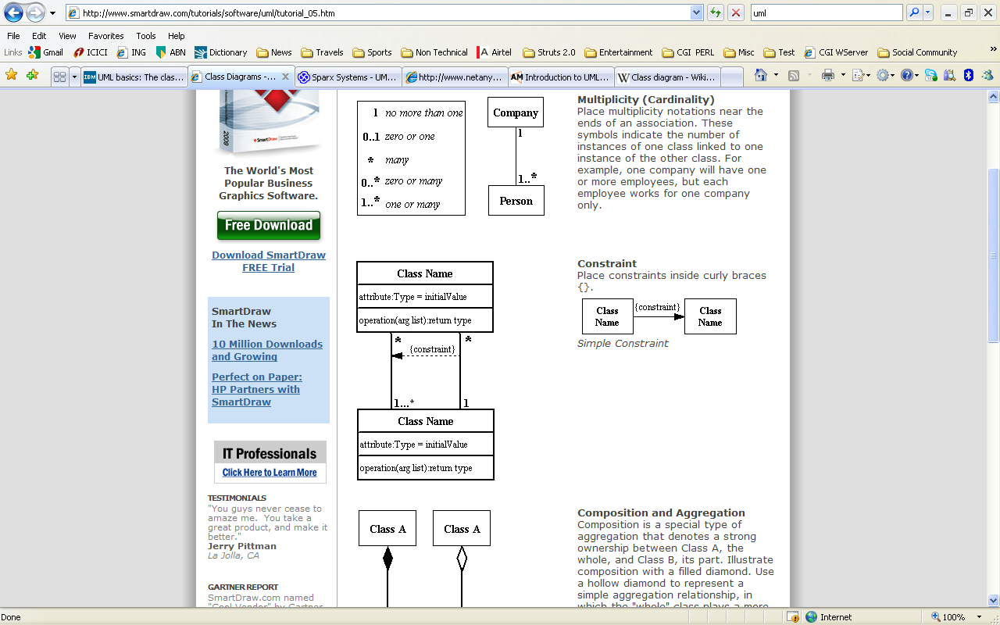 http://www.smartdraw.com/tutorials/software/uml/tutorial_05.htm
uml
File Edit View Favorites Tools Help
Links Gmail ICICI ING ABN Dictionary News Travels Sports Non Technical Airtel Struts 2.0 Entertainment CGI PERL Misc Test CGI WServer Social Community »
IBM UML basics: The clas... Class Diagrams -... Sparx Systems - UM... http://www.netany... AM Introduction to UML... W Class diagram - Wiki...
2009
SmartDraw
The World's Most
Popular Business
Graphics Software.
Free Download
Download SmartDraw
FREE Trial
SmartDraw
In The News
10 Million Downloads
and Growing
Perfect on Paper:
HP Partners with
SmartDraw
IT Professionals
Click Here to Learn More
TESTIMONIALS
"You guys never cease to
amaze me.  You take a
great product, and make it
better."
Jerry Pittman
La Jolla, CA
GARTNER REPORT
SmartDraw.com named
"Cool Vendor" by Gartner
1 no more than one
0..1 zero or one
* many
0..* zero or many
1..* one or many
Company
1
1..*
Person
Multiplicity (Cardinality)
Place multiplicity notations near the
ends of an association. These
symbols indicate the number of
instances of one class linked to one
instance of the other class. For
example, one company will have one
or more employees, but each
employee works for one company
only.
Class Name
attribute:Type = initialValue
operation(arg list):return type
* *
{constraint}
1...* 1
Class Name
attribute:Type = initialValue
operation(arg list):return type
Constraint
Place constraints inside curly braces
{}.
Class Name {constraint} Class Name
Simple Constraint
Class A Class A
Composition and Aggregation
Composition is a special type of
aggregation that denotes a strong
ownership between Class A, the
whole, and Class B, its part. Illustrate
composition with a filled diamond. Use
a hollow diamond to represent a
simple aggregation relationship, in
which the "whole" class plays a more
Done Internet 100%